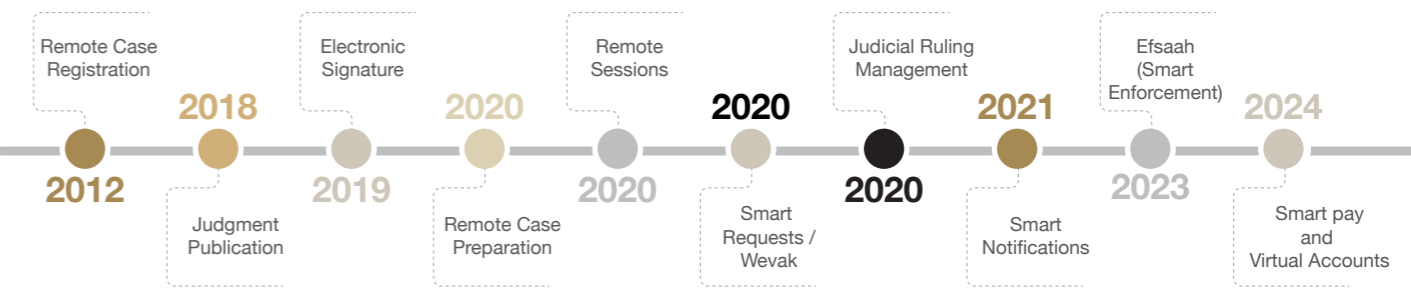 Remote Case
Registration
2012
2018
Judgment
Publication
Electronic
Signature
2019
2020
Remote Case
Preparation
Remote
Sessions
2020
2020
Smart
Requests /
Wevak
Judicial Ruling
Management
2020
2021
Smart
Notifications
Efsaah
(Smart
Enforcement)
2023
2024
Smart pay
and
Virtual Accounts